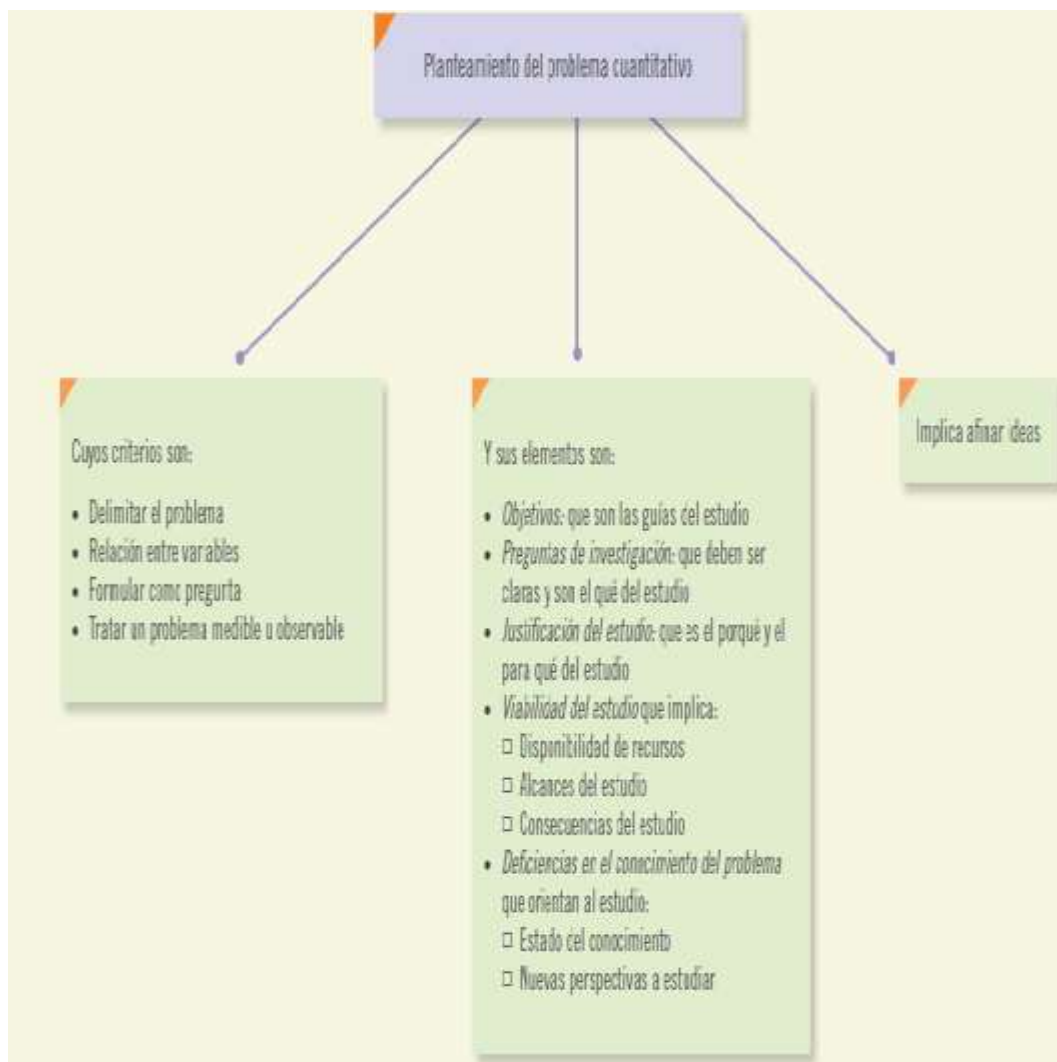 Planteamiento del problema cuantitativo
Cuyos criterios son:
• Delimitar el problema
• Relación entre variables
• Formular como pregunta
• Tratar un problema medible u observable
Y sus elementos son:
• Objetivos: que son las guías del estudio
• Preguntas de investigación: que deben ser
claras y son el qué del estudio
• Justificación del estudio: que es el porqué y el
para qué del estudio
• Viabilidad del estudio que implica:
□ Disponibilidad de recursos
□ Alcances del estudio
□ Consecuencias del estudio
• Deficiencias en el conocimiento del problema
que orientan al estudio:
□ Estado del conocimiento
□ Nuevas perspectivas a estudiar
Implica afinar ideas